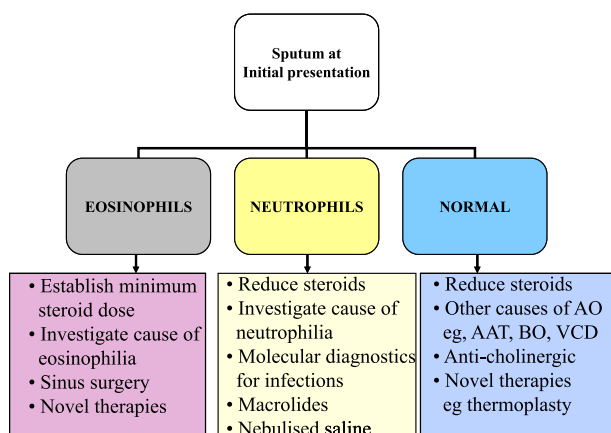 Sputum at
Initial presentation
EOSINOPHILS
NEUTROPHILS
NORMAL
• Establish minimum
steroid dose
• Investigate cause of
eosinophilia
• Sinus surgery
• Novel therapies
• Reduce steroids
• Investigate cause of
neutrophilia
• Molecular diagnostics
for infections
• Macrolides
• Nebulised saline
• Reduce steroids
• Other causes of AO
eg, AAT, BO, VCD
• Anti-cholinergic
• Novel therapies
eg thermoplasty